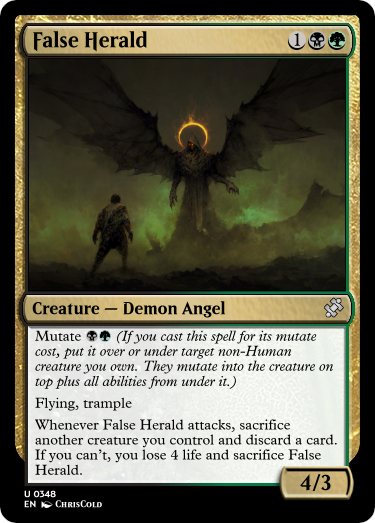 False Herald 1
Creature — Demon Angel
Mutate (If you cast this spell for its mutate
cost, put it over or under target non-Human
creature you own. They mutate into the creature on
top plus all abilities from under it.)
Flying, trample
Whenever False Herald attacks, sacrifice
another creature you control and discard a card.
If you can't, you lose 4 life and sacrifice False
Herald.
4/3
U 0348
EN ChrisCold